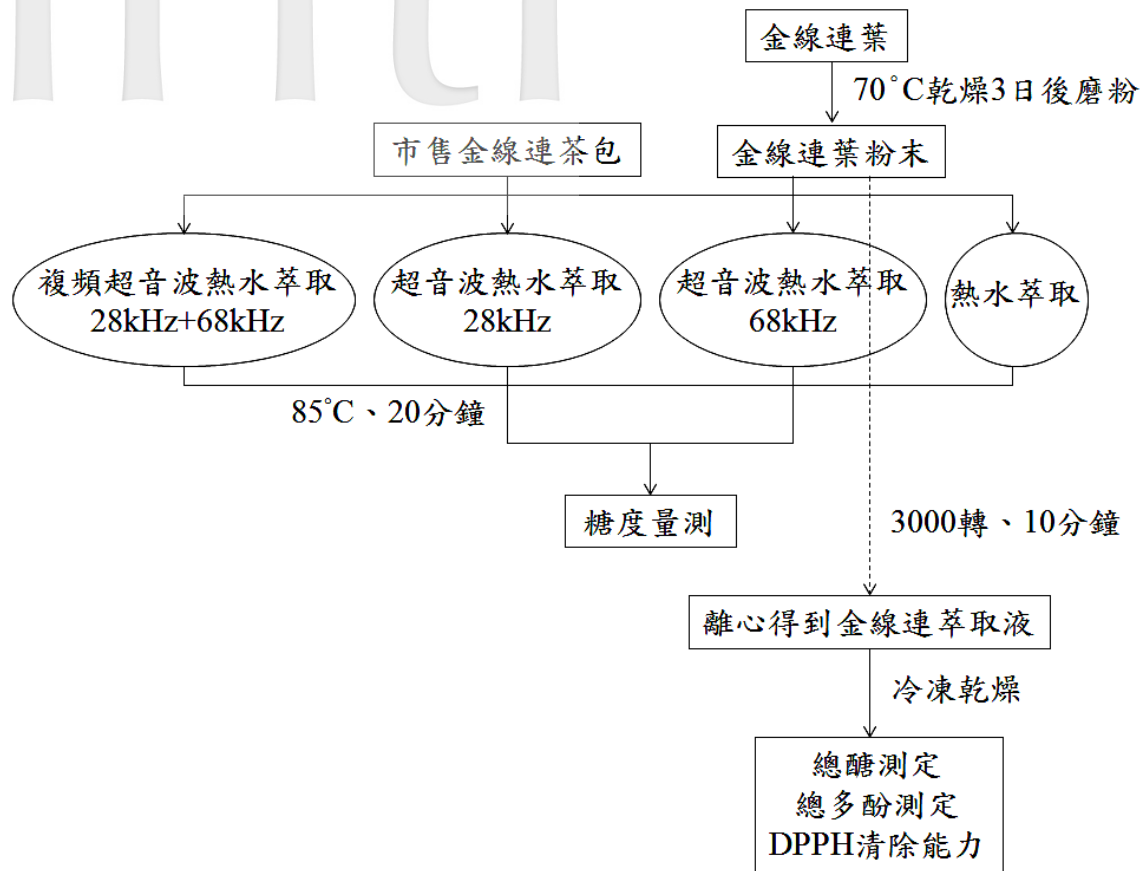 金線連葉
70°C乾燥3日後磨粉
市售金線連茶包
金線連葉粉末
複頻超音波熱水萃取
28kHz+68kHz
超音波熱水萃取
28kHz
超音波熱水萃取
68kHz
熱水萃取
85°C、20分鐘
糖度量測
3000轉、10分鐘
離心得到金線連萃取液
冷凍乾燥
總醣測定
總多酚測定
DPPH清除能力